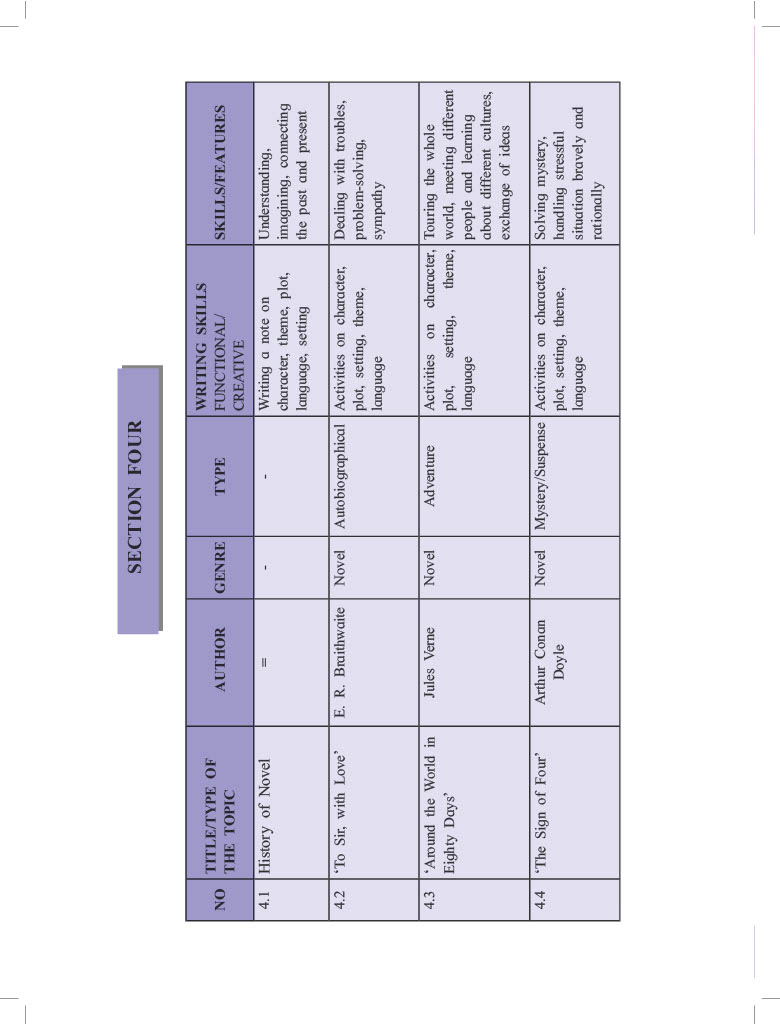 SECTION FOUR
NO
TITLE/TYPE OF
THE TOPIC
AUTHOR
GENRE
TYPE
WRITING SKILLS
FUNCTIONAL/
CREATIVE
SKILLS/FEATURES
4.1
History of Novel
=
-
-
Writing a note on
character, theme, plot,
language, setting
Understanding,
imagining, connecting
the past and present
4.2
‘To Sir, with Love’
E. R. Braithwaite
Novel
Autobiographical
Activities on character,
plot, setting, theme,
language
Dealing with troubles,
problem-solving,
sympathy
4.3
‘Around the World in
Eighty Days’
Jules Verne
Novel
Adventure
Activities on character,
plot, setting, theme,
language
Touring the whole
world, meeting different
people and learning
about different cultures,
exchange of ideas
4.4
‘The Sign of Four’
Arthur Conan
Doyle
Novel
Mystery/Suspense
Activities on character,
plot, setting, theme,
language
Solving mystery,
handling stressful
situation bravely and
rationally